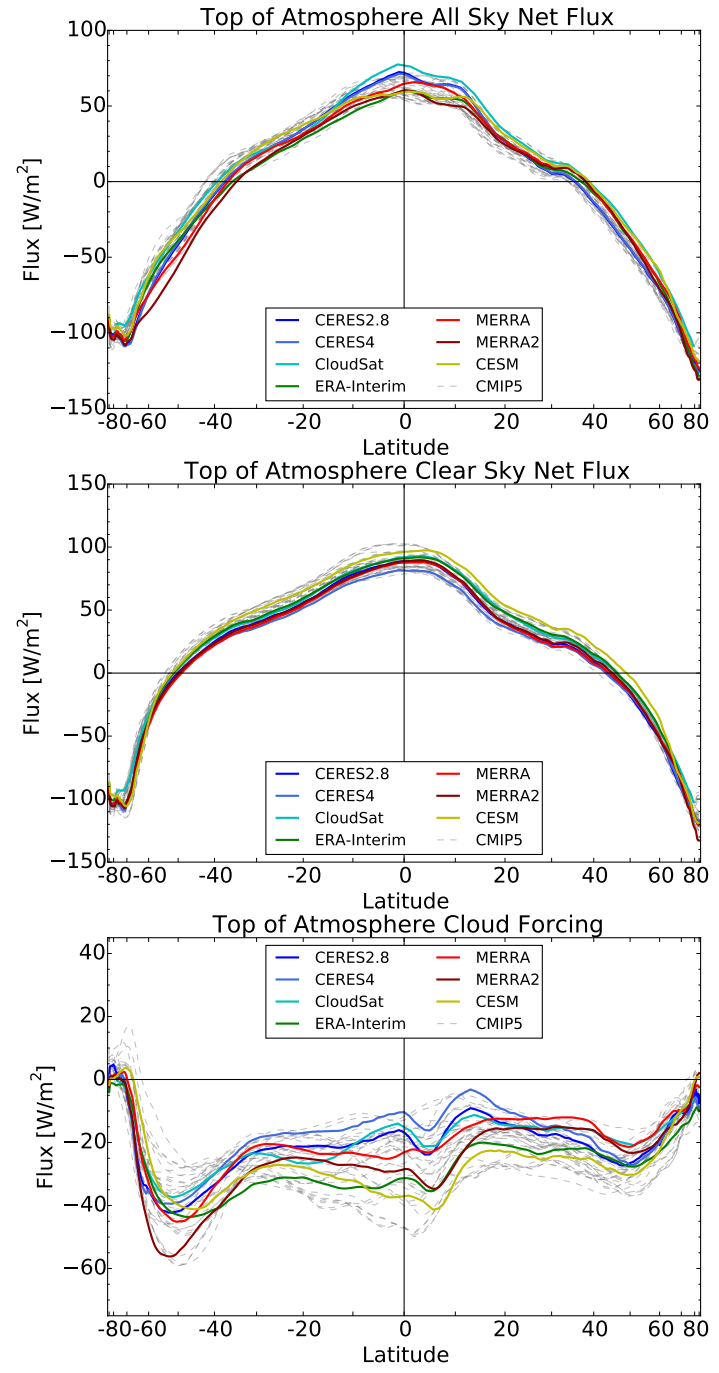 Top of Atmosphere All Sky Net Flux
100
50
0
−50
−100
−150
Flux [W/m²]
CERES2.8
CERES4
CloudSat
ERA-Interim
MERRA
MERRA2
CESM
CMIP5
-80 -60 -40 -20 0 20 40 60 80
Latitude
Top of Atmosphere Clear Sky Net Flux
150
100
50
0
−50
−100
−150
Flux [W/m²]
CERES2.8
CERES4
CloudSat
ERA-Interim
MERRA
MERRA2
CESM
CMIP5
-80 -60 -40 -20 0 20 40 60 80
Latitude
Top of Atmosphere Cloud Forcing
40
20
0
−20
−40
−60
Flux [W/m²]
CERES2.8
CERES4
CloudSat
ERA-Interim
MERRA
MERRA2
CESM
CMIP5
-80 -60 -40 -20 0 20 40 60 80
Latitude